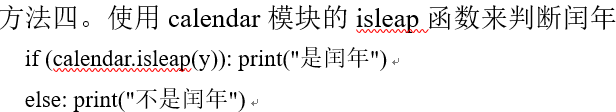 方法四。使用 calendar 模块的 isleap 函数来判断闰年
if (calendar.isleap(y)): print("是闰年")
else: print("不是闰年")